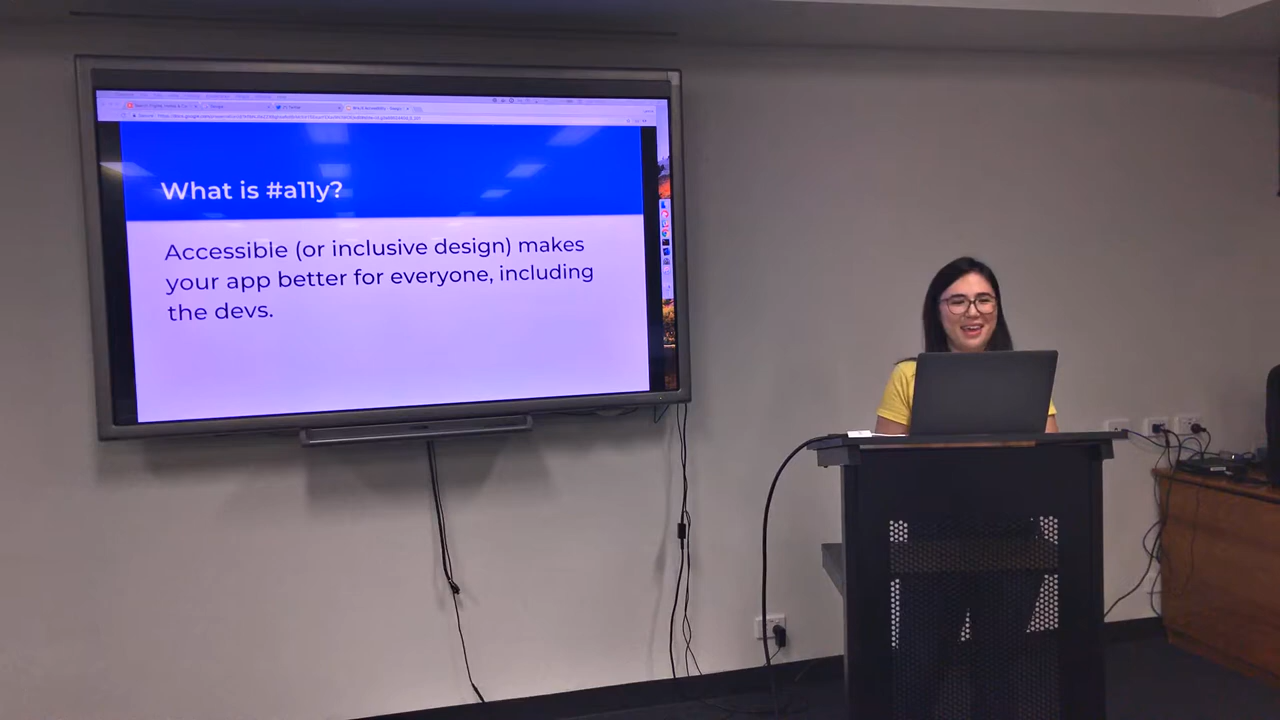 What is #a11y?
Accessible (or inclusive design) makes
your app better for everyone, including
the devs.